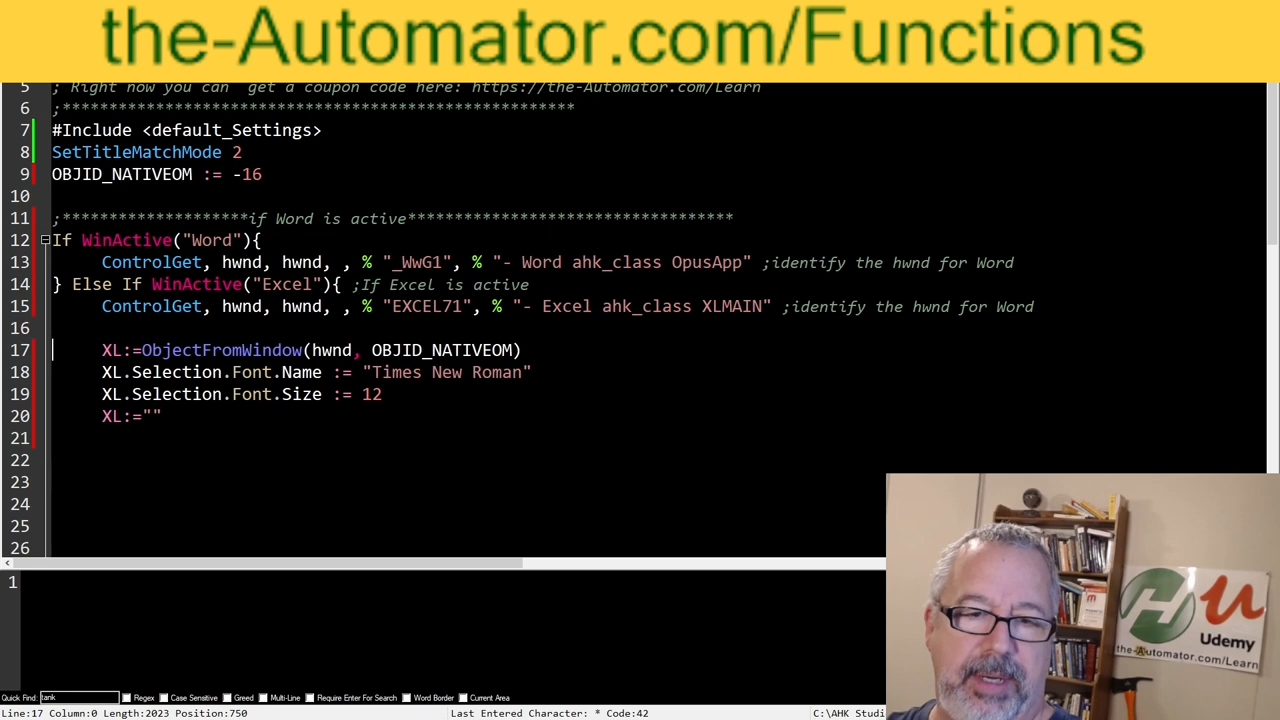 the-Automator.com/Functions
5 ; Right now you can get a coupon code here: https://the-Automator.com/Learn
6 ;*******************************************************
7 #Include <default_Settings>
8 SetTitleMatchMode 2
9 OBJID_NATIVEOM := -16
10
11 ;********************if Word is active***********************************
12 If WinActive("Word"){
13 ControlGet, hwnd, hwnd, , % "_WwG1", % "- Word ahk_class OpusApp" ;identify the hwnd for Word
14 } Else If WinActive("Excel"){ ;If Excel is active
15 ControlGet, hwnd, hwnd, , % "EXCEL71", % "- Excel ahk_class XLMAIN" ;identify the hwnd for Word
16
17 XL:=ObjectFromWindow(hwnd, OBJID_NATIVEOM)
18 XL.Selection.Font.Name := "Times New Roman"
19 XL.Selection.Font.Size := 12
20 XL:=""
21
22
23
24
25
26
1
H U
Udemy
the-Automator.com/Learn
Quick Find: tank Regex Case Sensitive Greed Multi-Line Require Enter For Search Word Border Current Area
Line:17 Column:0 Length:2023 Position:750 Last Entered Character: * Code:42 C:\AHK Studi